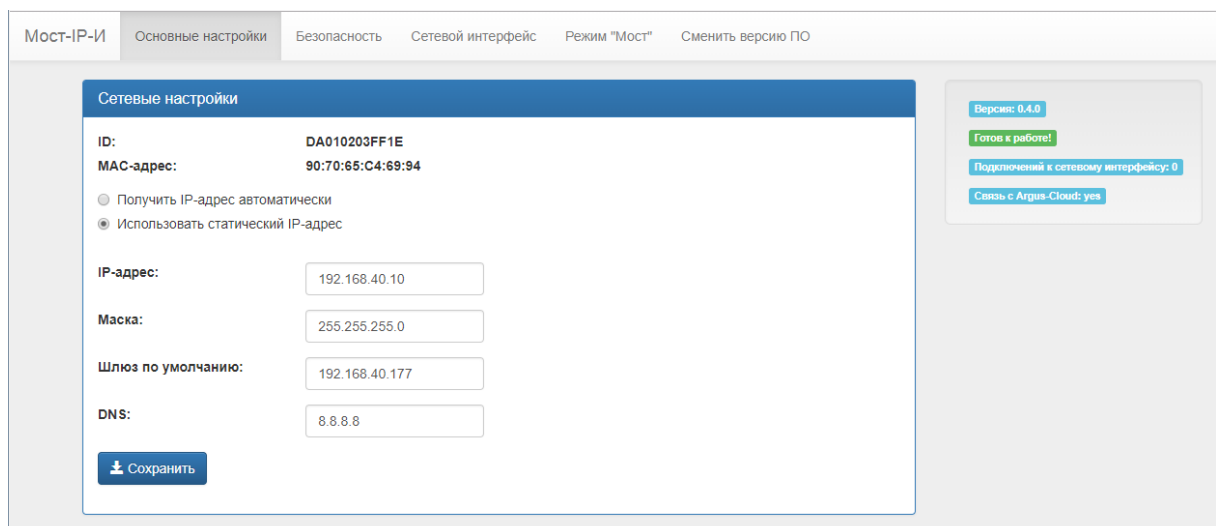 Мост-IP-И Основные настройки Безопасность Сетевой интерфейс Режим "Мост" Сменить версию ПО
Сетевые настройки
ID: DA010203FF1E
MAC-адрес: 90:70:65:C4:69:94
Получить IP-адрес автоматически
Использовать статический IP-адрес
IP-адрес: 192.168.40.10
Маска: 255.255.255.0
Шлюз по умолчанию: 192.168.40.177
DNS: 8.8.8.8
Сохранить
Версия: 0.4.0
Готов к работе!
Подключений к сетевому интерфейсу: 0
Связь с Argus-Cloud: yes